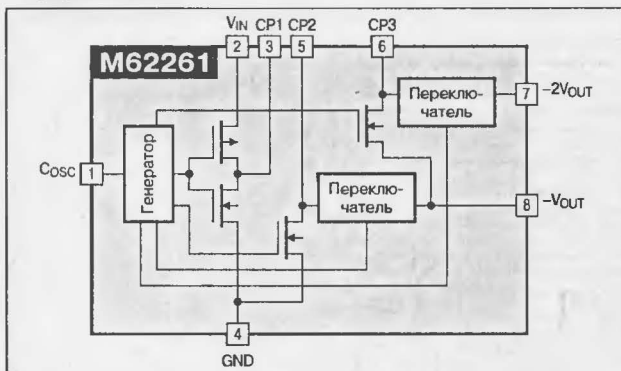 VIN CP1 CP2 CP3
2 3 5 6
M62261
Переклю-
чатель
7 -2VOUT
COSC 1
Генератор
Переклю-
чатель
8 -VOUT
4
GND